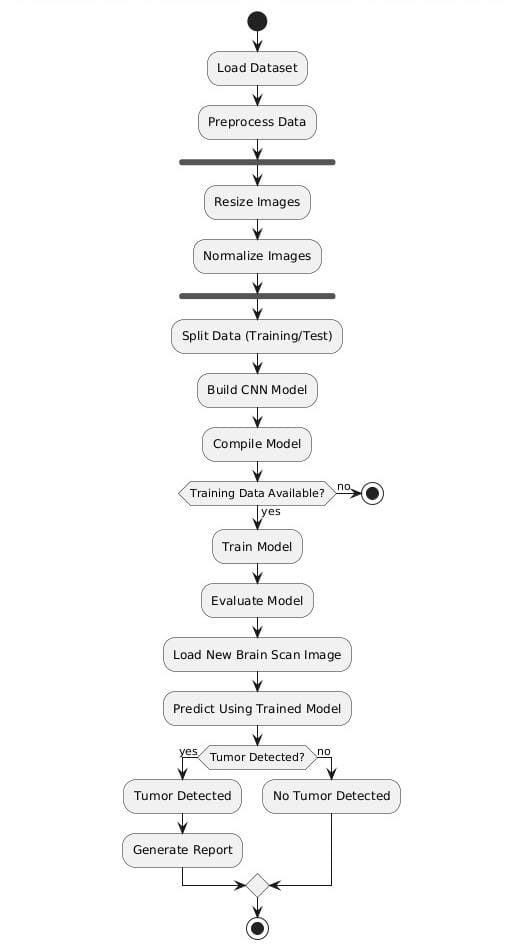 Load Dataset
Preprocess Data
Resize Images
Normalize Images
Split Data (Training/Test)
Build CNN Model
Compile Model
Training Data Available?
no
yes
Train Model
Evaluate Model
Load New Brain Scan Image
Predict Using Trained Model
yes
Tumor Detected?
no
Tumor Detected
No Tumor Detected
Generate Report